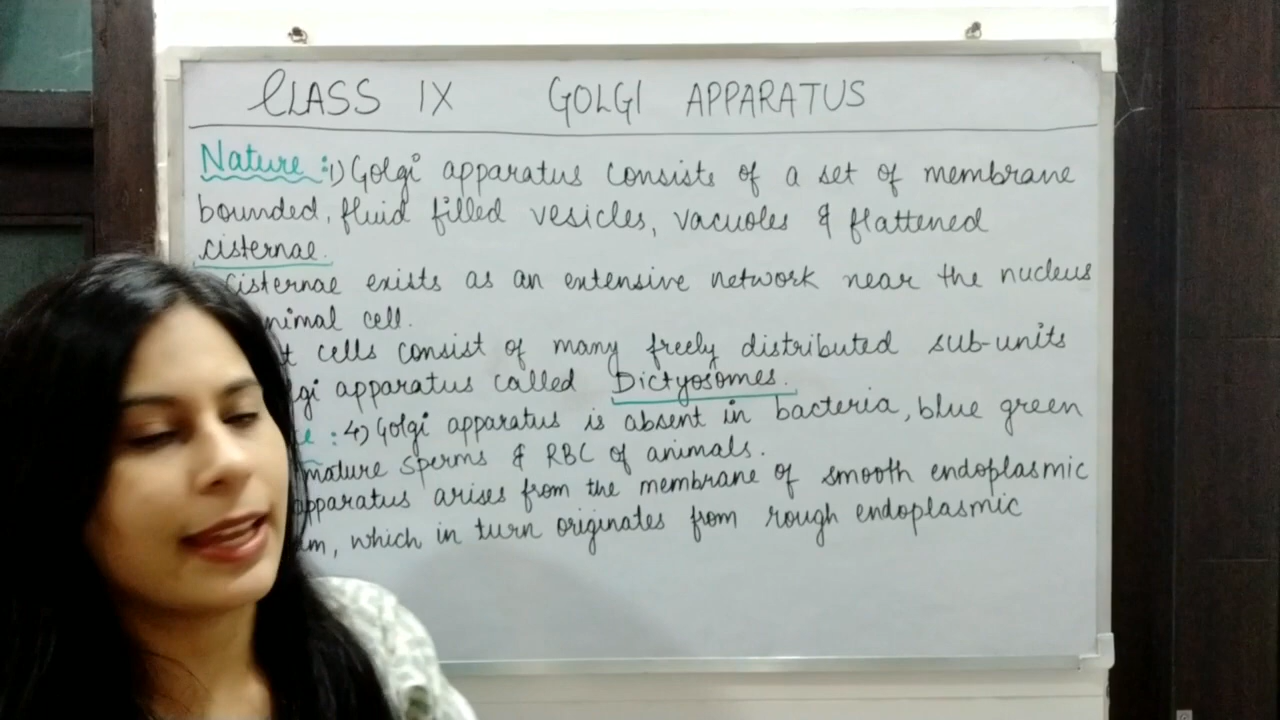 CLASS IX GOLGI APPARATUS
Nature : 1) Golgi apparatus consists of a set of membrane
bounded, fluid filled vesicles, vacuoles & flattened
cisternae.
Cisternae exists as an extensive network near the nucleus
cell.
cells consist of many freely distributed sub-units
apparatus called Dictyosomes.
: 4) Golgi apparatus is absent in bacteria, blue green
mature sperms & RBC of animals.
apparatus arises from the membrane of smooth endoplasmic
, which in turn originates from rough endoplasmic